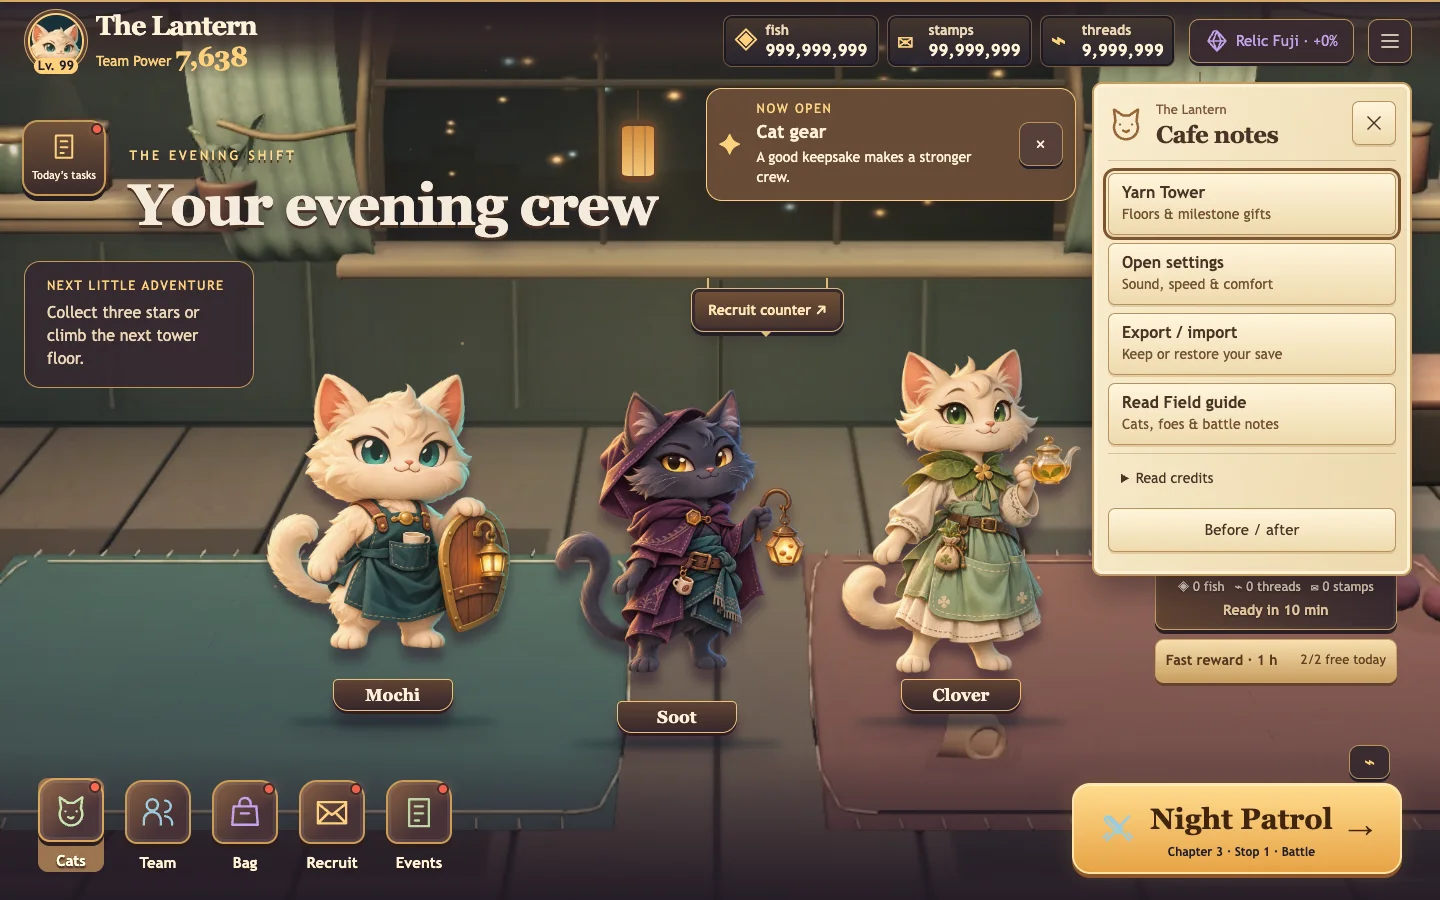 The Lantern
Team Power 7,638
Lv. 99
fish
999,999,999
stamps
99,999,999
threads
9,999,999
Relic Fuji · +0%
Today's tasks
THE EVENING SHIFT
Your evening crew
NOW OPEN
Cat gear
A good keepsake makes a stronger
crew.
×
NEXT LITTLE ADVENTURE
Collect three stars or
climb the next tower
floor.
Recruit counter ↗
The Lantern
Cafe notes
Yarn Tower
Floors & milestone gifts
Open settings
Sound, speed & comfort
Export / import
Keep or restore your save
Read Field guide
Cats, foes & battle notes
▶ Read credits
Before / after
0 fish 0 threads 0 stamps
Ready in 10 min
Fast reward · 1 h 2/2 free today
Mochi
Soot
Clover
Cats
Team
Bag
Recruit
Events
Night Patrol →
Chapter 3 · Stop 1 · Battle